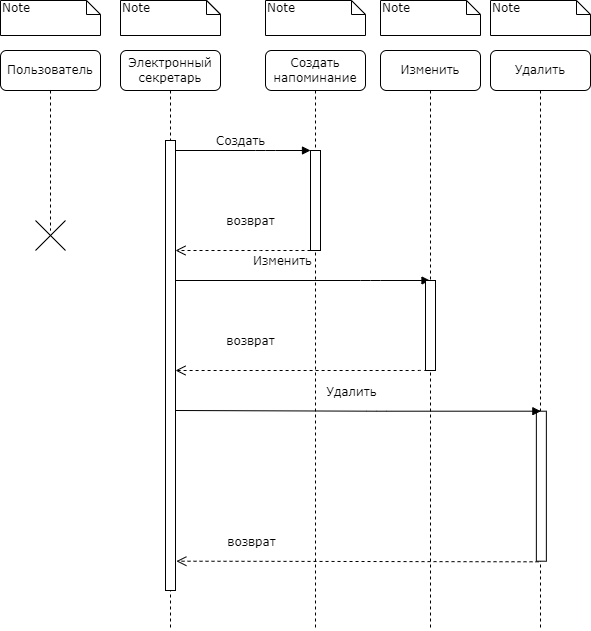 Note
Note
Note
Note
Note
Пользователь
Электронный
секретарь
Создать
напоминание
Изменить
Удалить
Создать
возврат
Изменить
возврат
Удалить
возврат